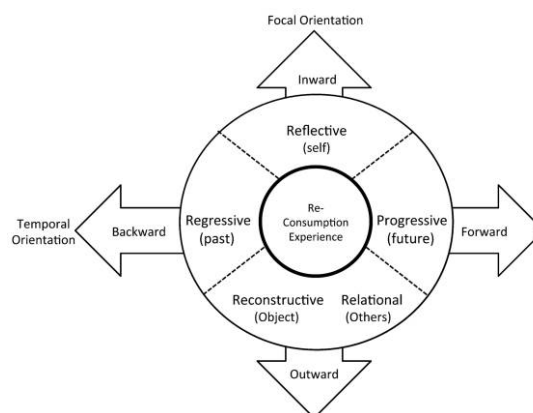 Focal Orientation
Inward
Reflective
(self)
Temporal
Orientation
Backward
Regressive
(past)
Re-
Consumption
Experience
Progressive
(future)
Forward
Reconstructive
(Object)
Relational
(Others)
Outward